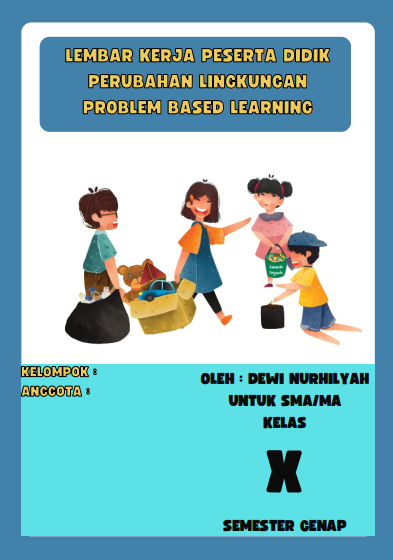 LEMBAR KERJA PESERTA DIDIK
PERUBAHAN LINGKUNGAN
PROBLEM BASED LEARNING
KELOMPOK :
ANGGOTA :
OLEH : DEWI NURHILYAH
UNTUK SMA/MA
KELAS
X
SEMESTER GENAP